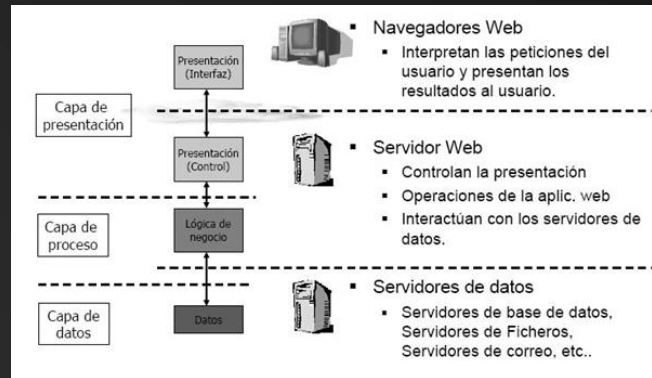 Capa de
presentación
Capa de
proceso
Capa de
datos
Presentación
(Interfaz)
Presentación
(Control)
Lógica de
negocio
Datos
▪ Navegadores Web
▪ Interpretan las peticiones del
usuario y presentan los
resultados al usuario.
▪ Servidor Web
▪ Controlan la presentación
▪ Operaciones de la aplic. web
▪ Interactúan con los servidores de
datos.
▪ Servidores de datos
▪ Servidores de base de datos,
Servidores de Ficheros,
Servidores de correo, etc..